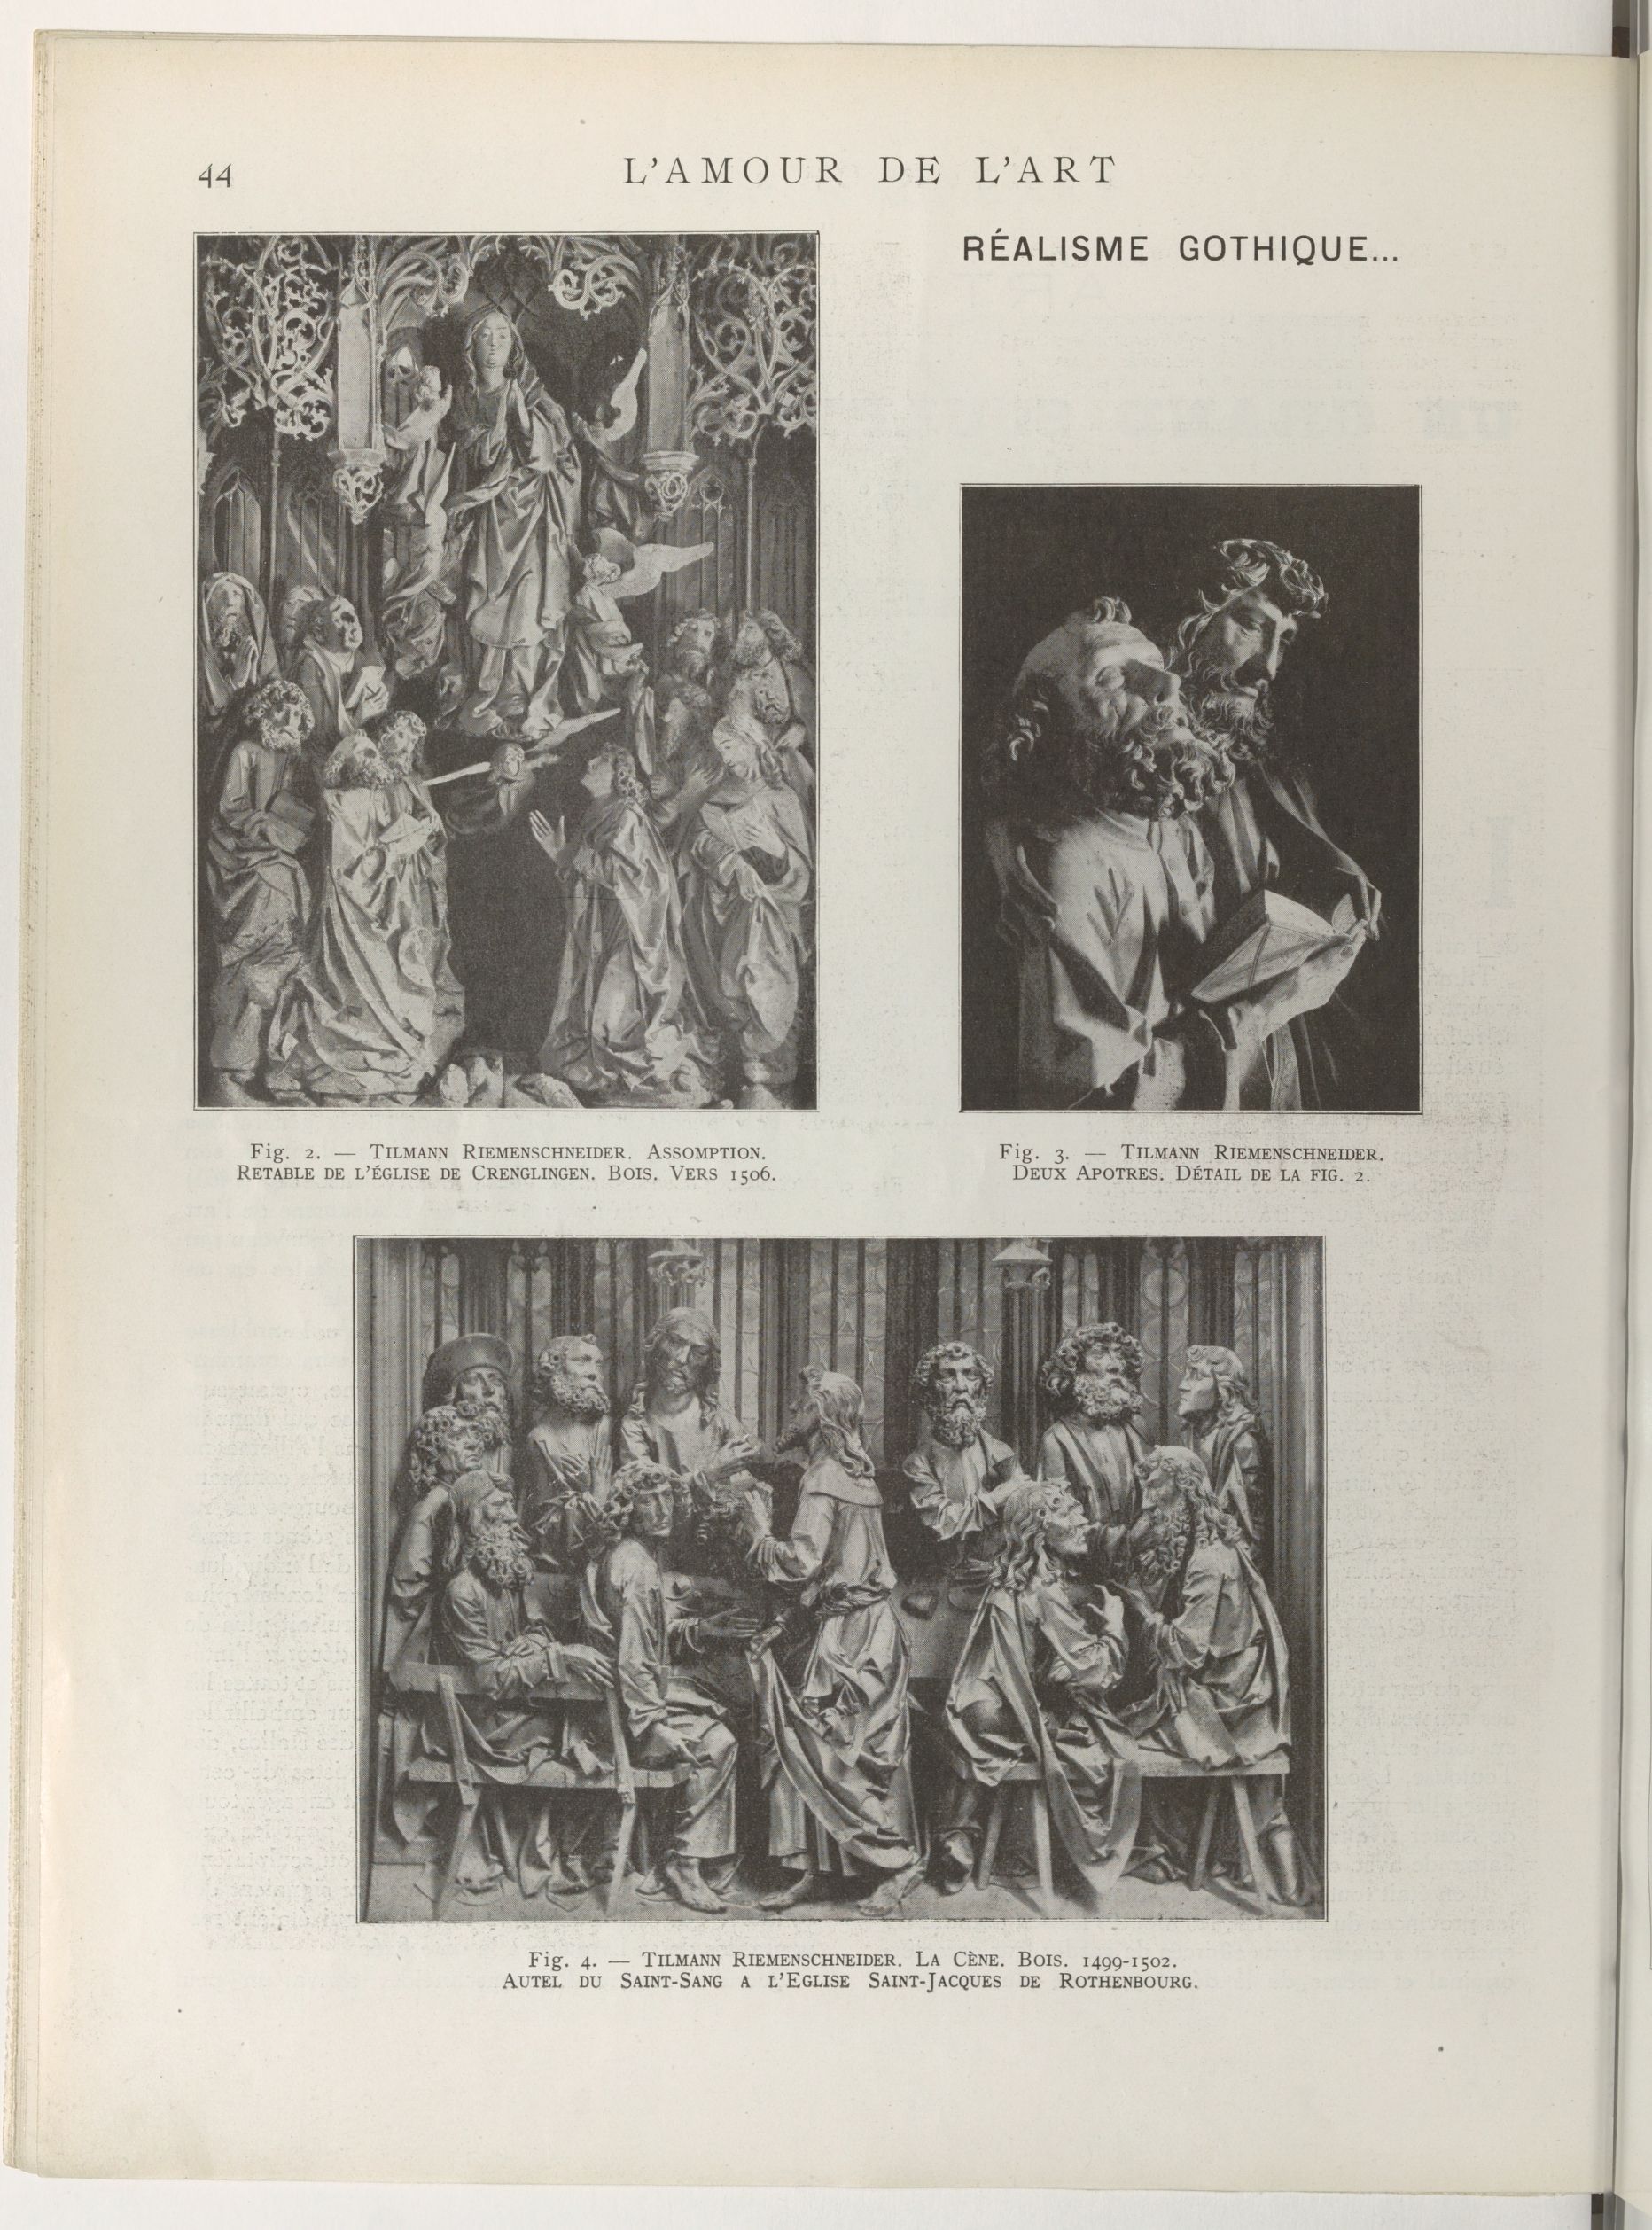 44
L'AMOUR DE L'ART
RÉALISME GOTHIQUE...
Fig. 2. — TILMANN RIEMENSCHNEIDER. ASSOMPTION.
RETABLE DE L'ÉGLISE DE CRENGLINGEN. BOIS. VERS 1506.
Fig. 3. — TILMANN RIEMENSCHNEIDER.
DEUX APOTRES. DÉTAIL DE LA FIG. 2.
Fig. 4. — TILMANN RIEMENSCHNEIDER. LA CÈNE. BOIS. 1499-1502.
AUTEL DU SAINT-SANG A L'EGLISE SAINT-JACQUES DE ROTHENBOURG.